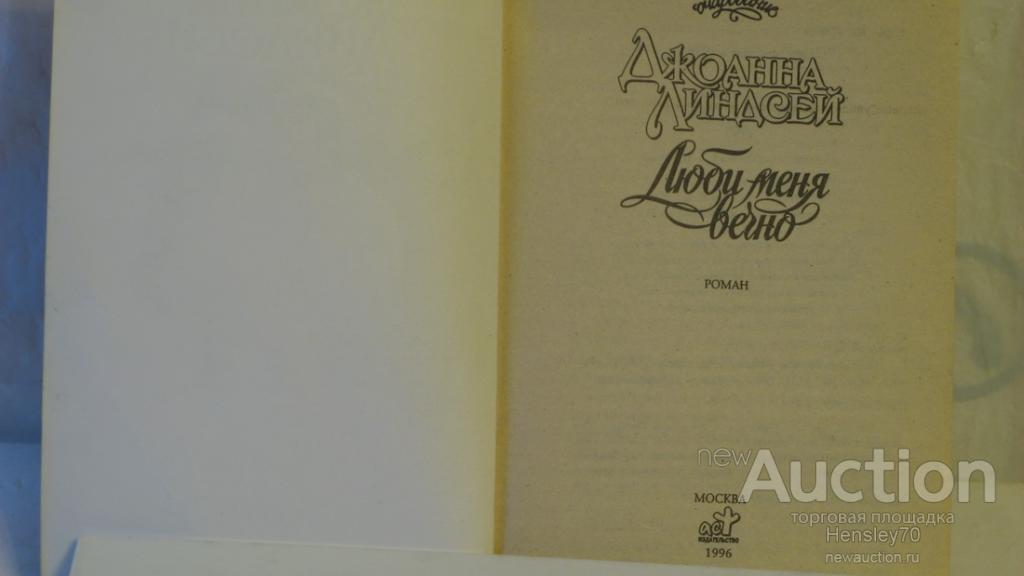 ДЖОАННА
ЛИНДСЕЙ
Люби меня
вечно
РОМАН
МОСКВА
аст
издательство
1996
newAuction
торговая площадка
Hensley70
newauction.ru